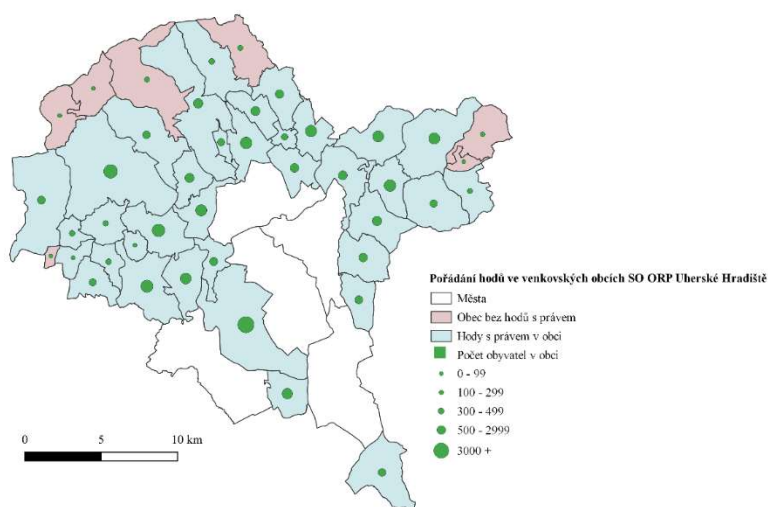 Pořádání hodů ve venkovských obcích SO ORP Uherské Hradiště
Města
Obec bez hodů s právem
Hody s právem v obci
Počet obyvatel v obci
0 - 99
100 - 299
300 - 499
500 - 2999
3000 +
0 5 10 km